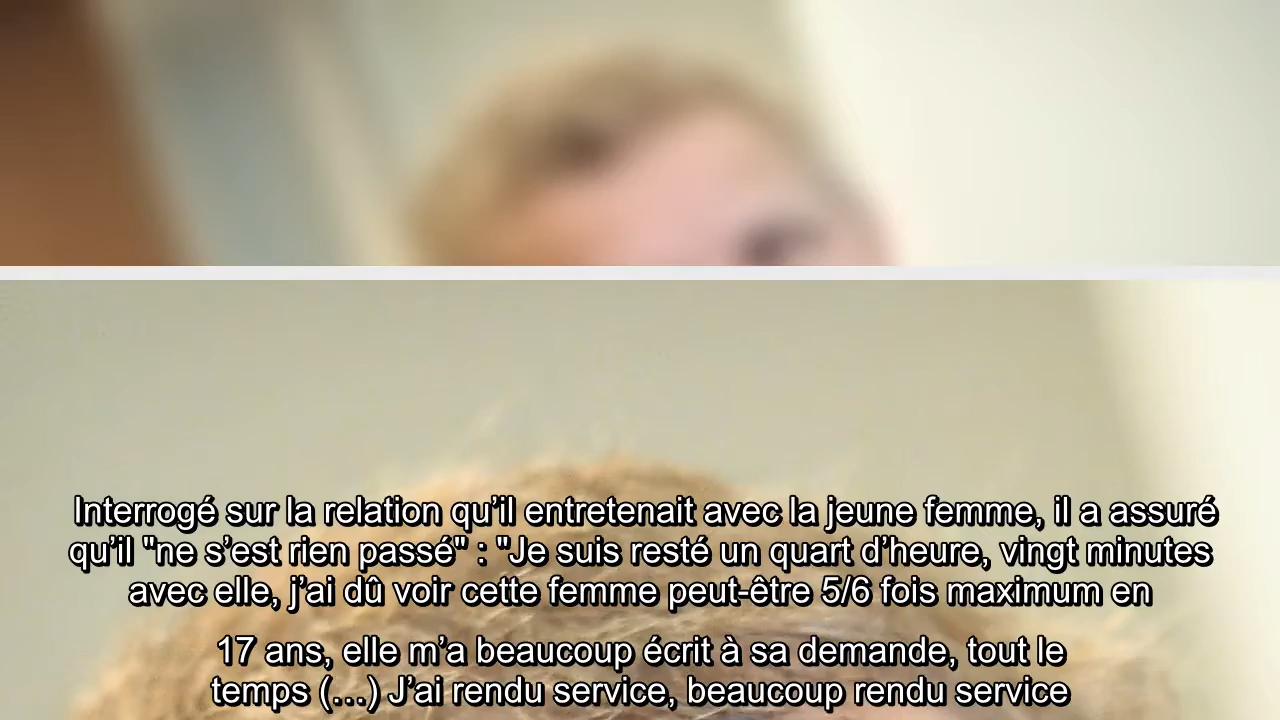 Interrogé sur la relation qu’il entretenait avec la jeune femme, il a assuré
qu’il "ne s’est rien passé" : "Je suis resté un quart d’heure, vingt minutes
avec elle, j’ai dû voir cette femme peut-être 5/6 fois maximum en
17 ans, elle m’a beaucoup écrit à sa demande, tout le
temps (…) J’ai rendu service, beaucoup rendu service